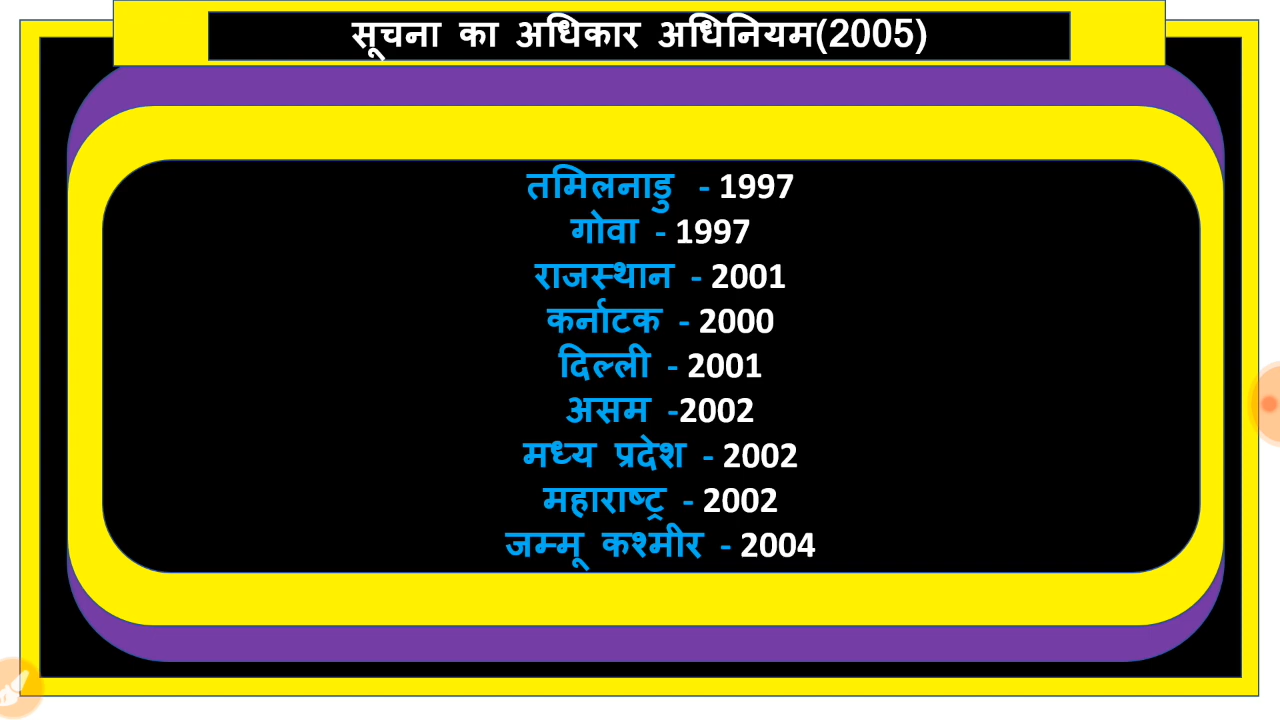 सूचना का अधिकार अधिनियम(2005)
तमिलनाडु - 1997
गोवा - 1997
राजस्थान - 2001
कर्नाटक - 2000
दिल्ली - 2001
असम -2002
मध्य प्रदेश - 2002
महाराष्ट्र - 2002
जम्मू कश्मीर - 2004